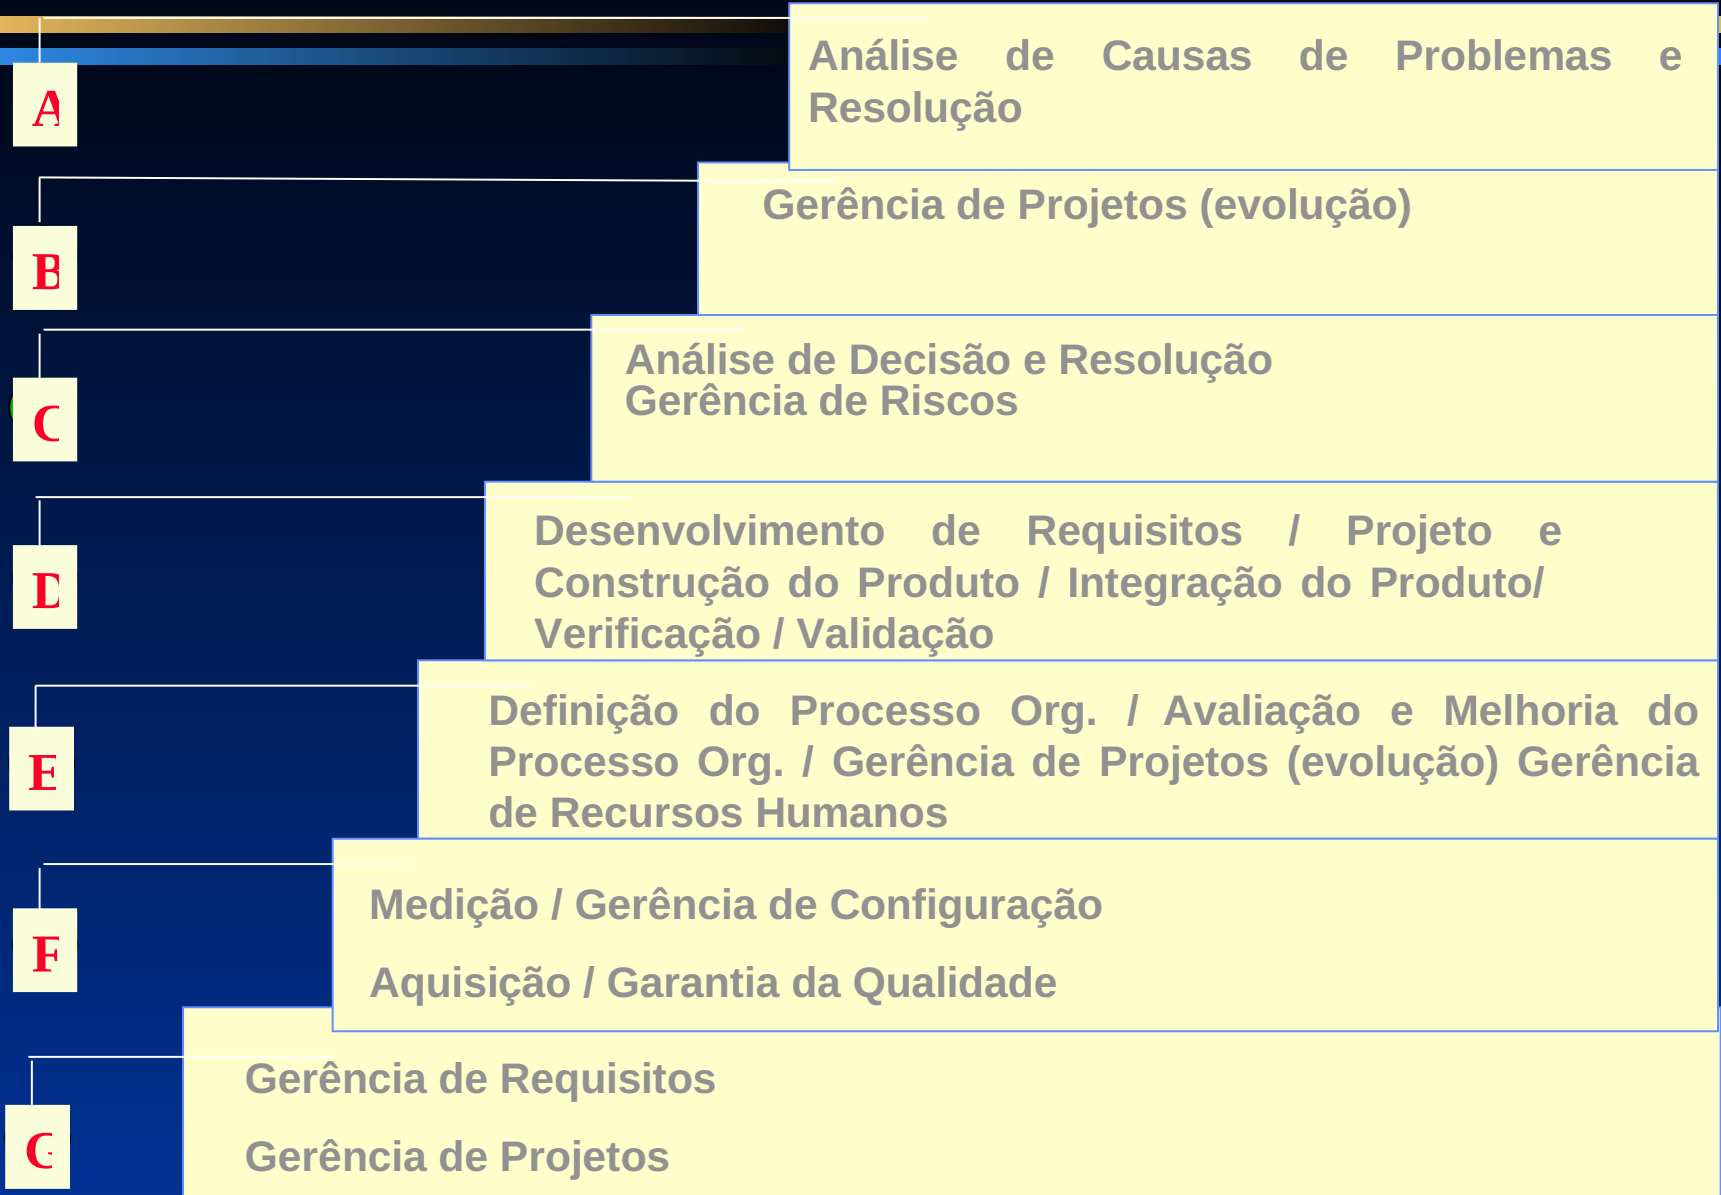 Análise de Causas de Problemas e
Resolução
A
Gerência de Projetos (evolução)
B
Análise de Decisão e Resolução
Gerência de Riscos
C
Desenvolvimento de Requisitos / Projeto e
Construção do Produto / Integração do Produto/
Verificação / Validação
D
Definição do Processo Org. / Avaliação e Melhoria do
Processo Org. / Gerência de Projetos (evolução) Gerência
de Recursos Humanos
E
Medição / Gerência de Configuração
Aquisição / Garantia da Qualidade
F
Gerência de Requisitos
Gerência de Projetos
G